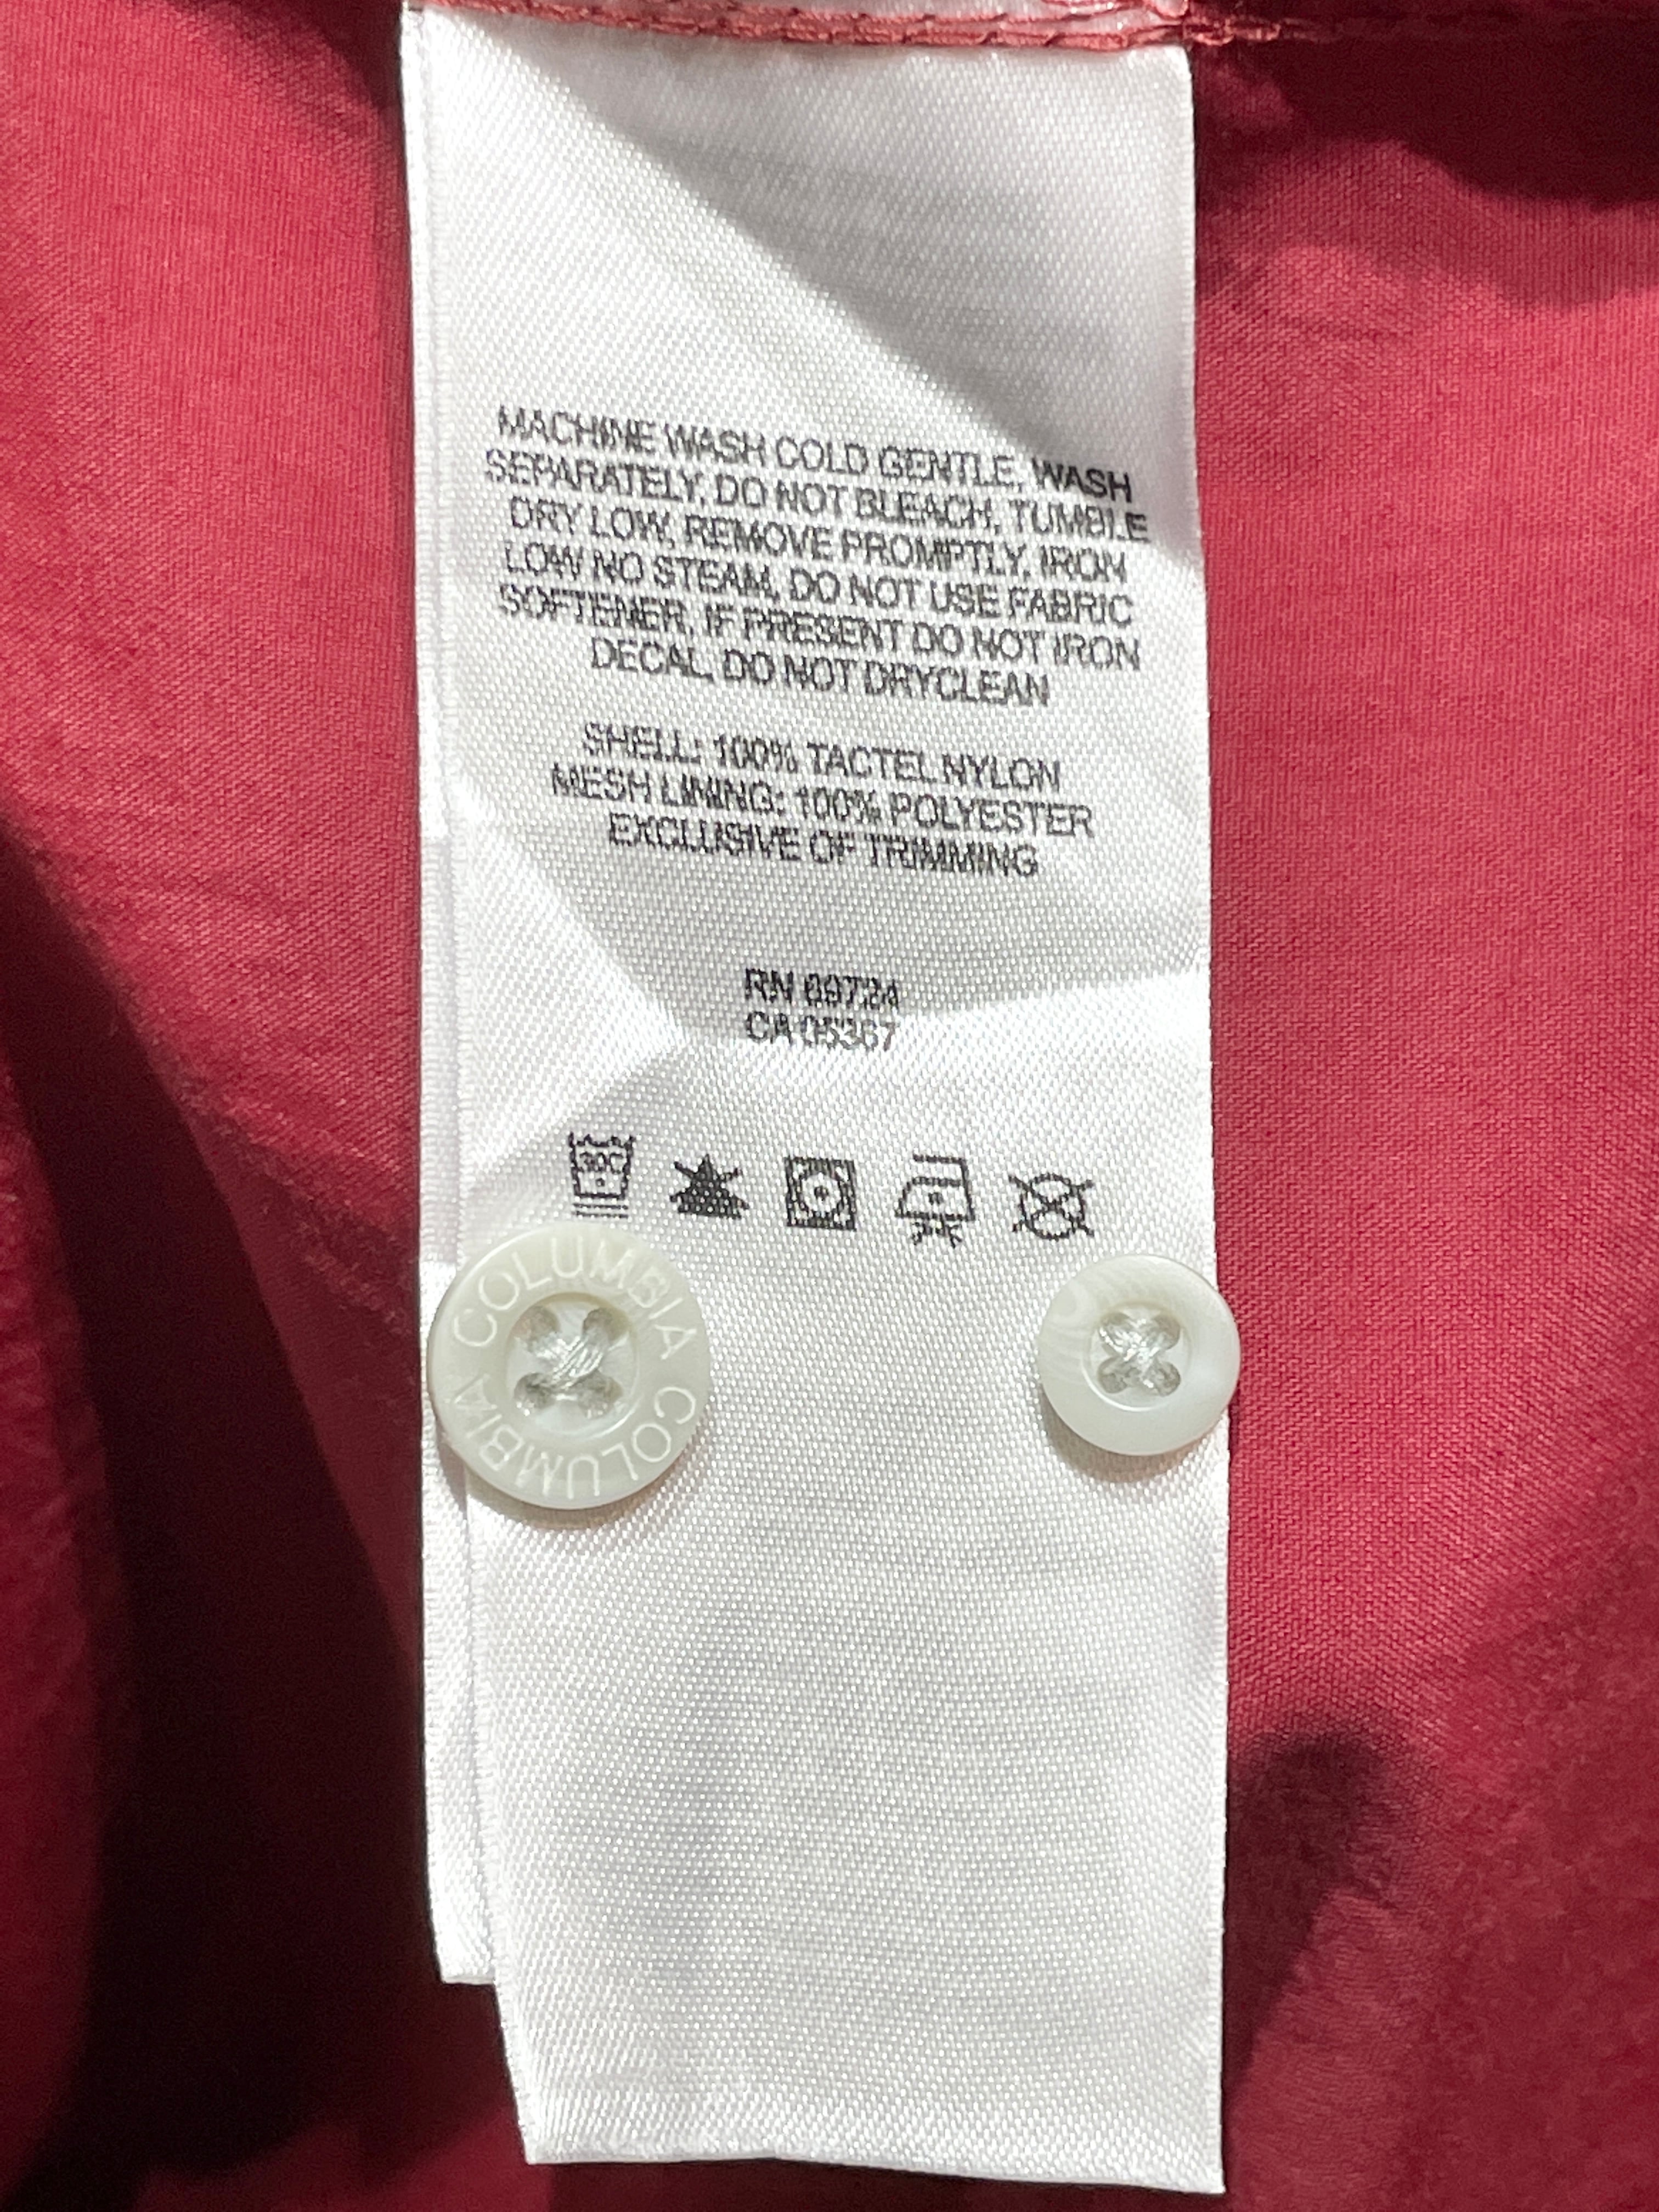 MACHINE WASH COLD GENTLE, WASH
SEPARATELY, DO NOT BLEACH, TUMBLE
DRY LOW, REMOVE PROMPTLY, IRON
LOW NO STEAM, DO NOT USE FABRIC
SOFTENER, IF PRESENT DO NOT IRON
DECAL, DO NOT DRYCLEAN
SHELL: 100% TACTEL NYLON
MESH LINING: 100% POLYESTER
EXCLUSIVE OF TRIMMING
RN 69724
CA 05367
30C
COLUMBIA COLUMBIA